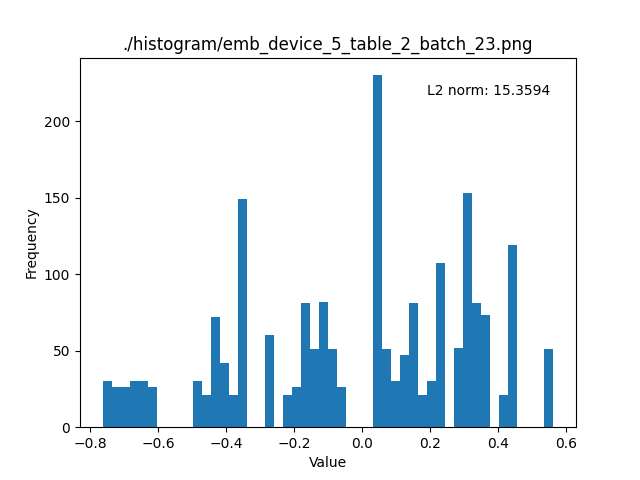 ./histogram/emb_device_5_table_2_batch_23.png
L2 norm: 15.3594
Frequency
200
150
100
50
0
−0.8 −0.6 −0.4 −0.2 0.0 0.2 0.4 0.6
Value